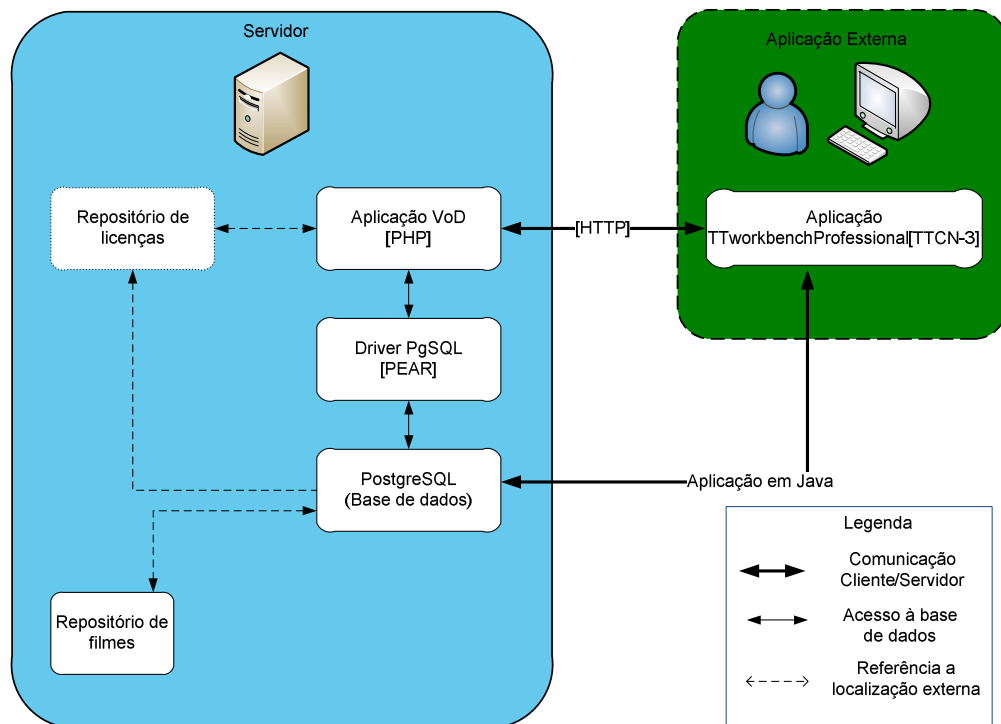 Servidor
Aplicação Externa
Repositório de
licenças
Aplicação VoD
[PHP]
[HTTP]
Aplicação
TTworkbenchProfessional[TTCN-3]
Driver PgSQL
[PEAR]
PostgreSQL
(Base de dados)
Aplicação em Java
Repositório de
filmes
Legenda
Comunicação
Cliente/Servidor
Acesso à base
de dados
Referência a
localização externa